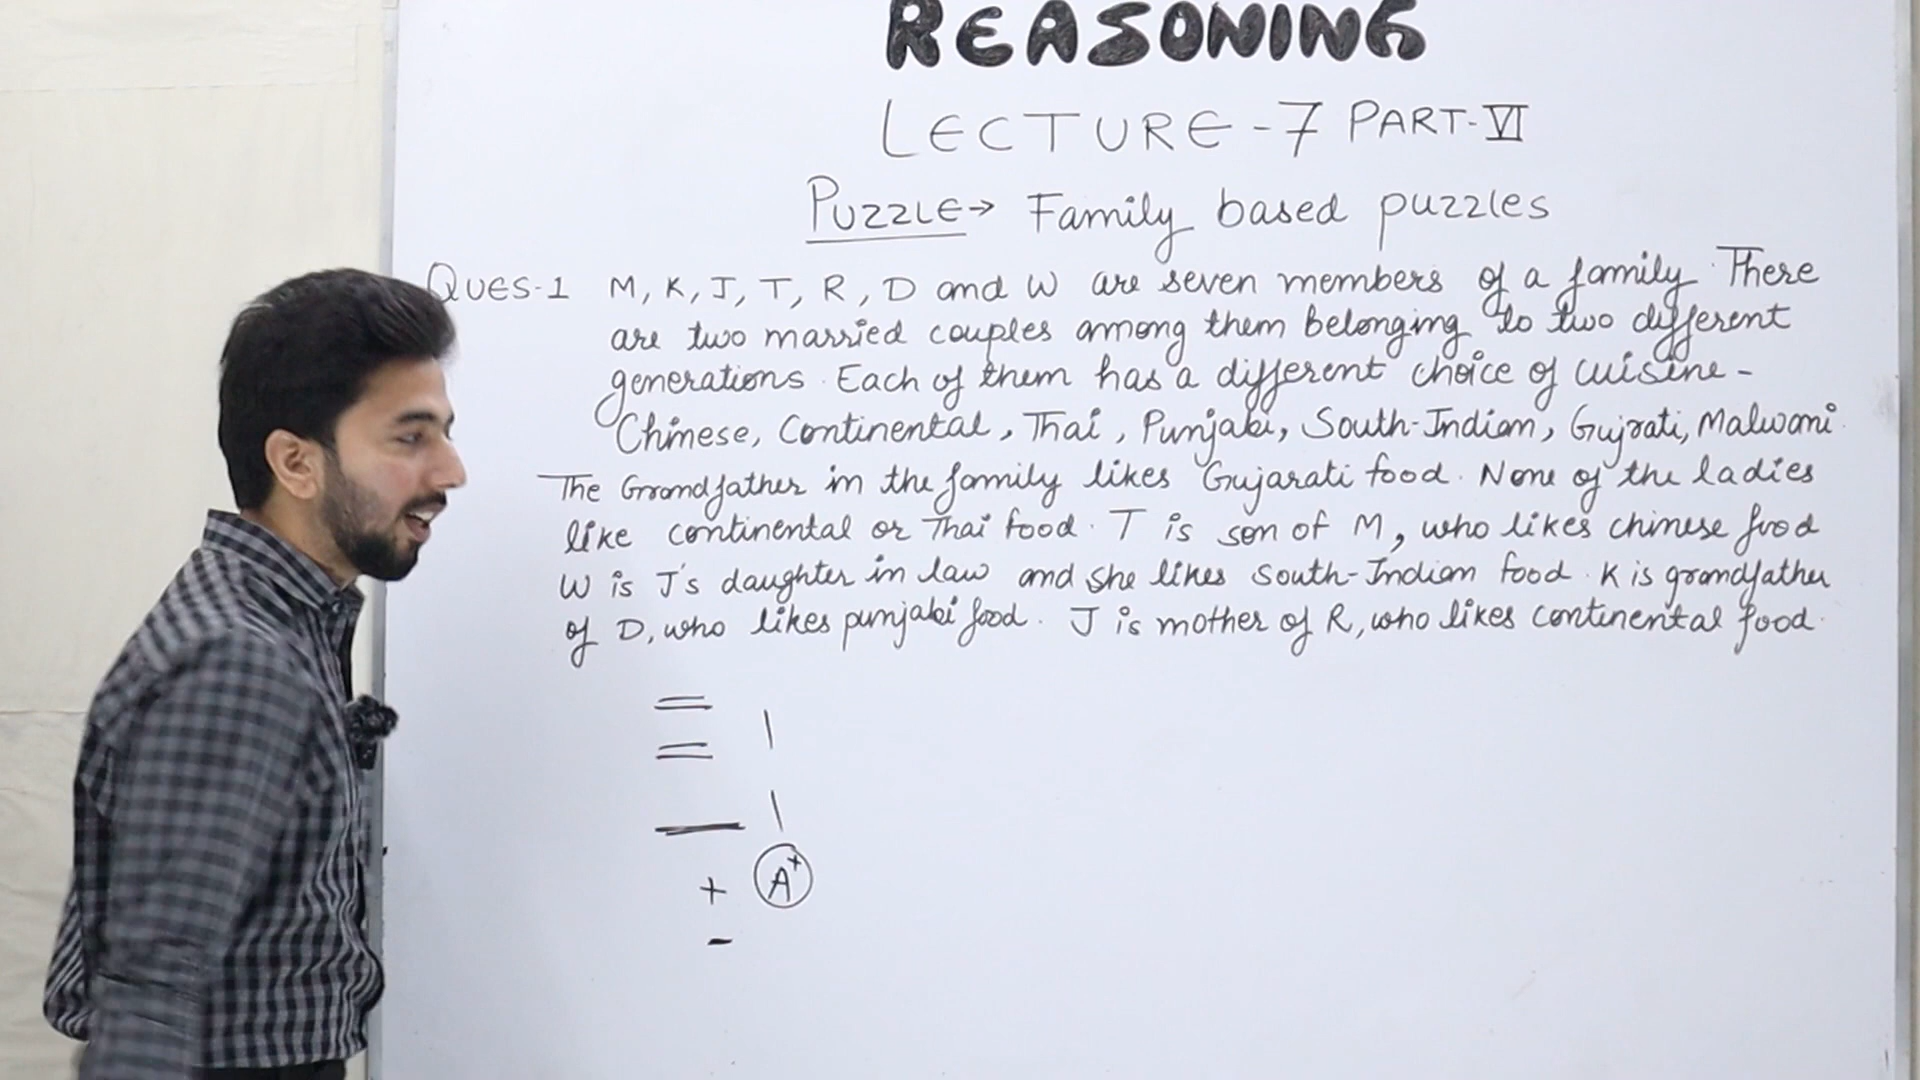 REASONING
LECTURE-7 PART-VI
PUZZLE→ Family based puzzles
QUES-1 M, K, J, T, R, D and W are seven members of a family. There
are two married couples among them belonging to two different
generations. Each of them has a different choice of cuisine-
Chinese, Continental, Thai, Punjabi, South-Indian, Gujrati, Malwani.
The Grandfather in the family likes Gujarati food. None of the ladies
like continental or Thai food. T is son of M, who likes chinese food
W is J's daughter in law and she likes South-Indian food. K is grandfather
of D, who likes punjabi food. J is mother of R, who likes continental food.
=
=
—
+ A+
-